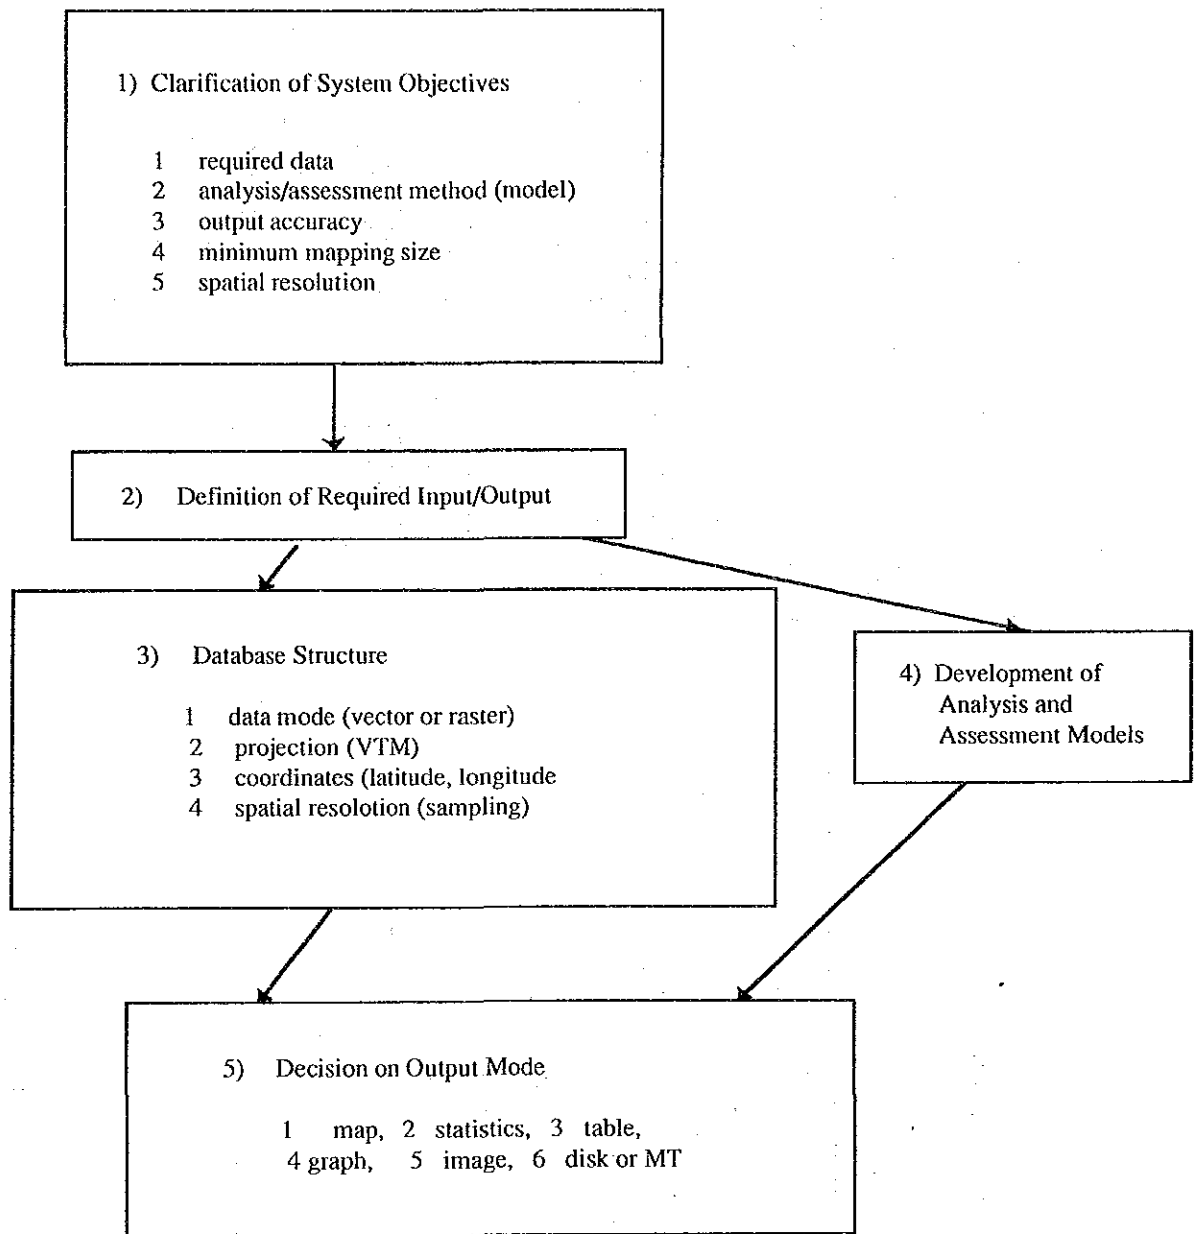 1) Clarification of System Objectives
1 required data
2 analysis/assessment method (model)
3 output accuracy
4 minimum mapping size
5 spatial resolution
2) Definition of Required Input/Output
3) Database Structure
1 data mode (vector or raster)
2 projection (VTM)
3 coordinates (latitude, longitude
4 spatial resolotion (sampling)
4) Development of
Analysis and
Assessment Models
5) Decision on Output Mode
1 map, 2 statistics, 3 table,
4 graph, 5 image, 6 disk or MT